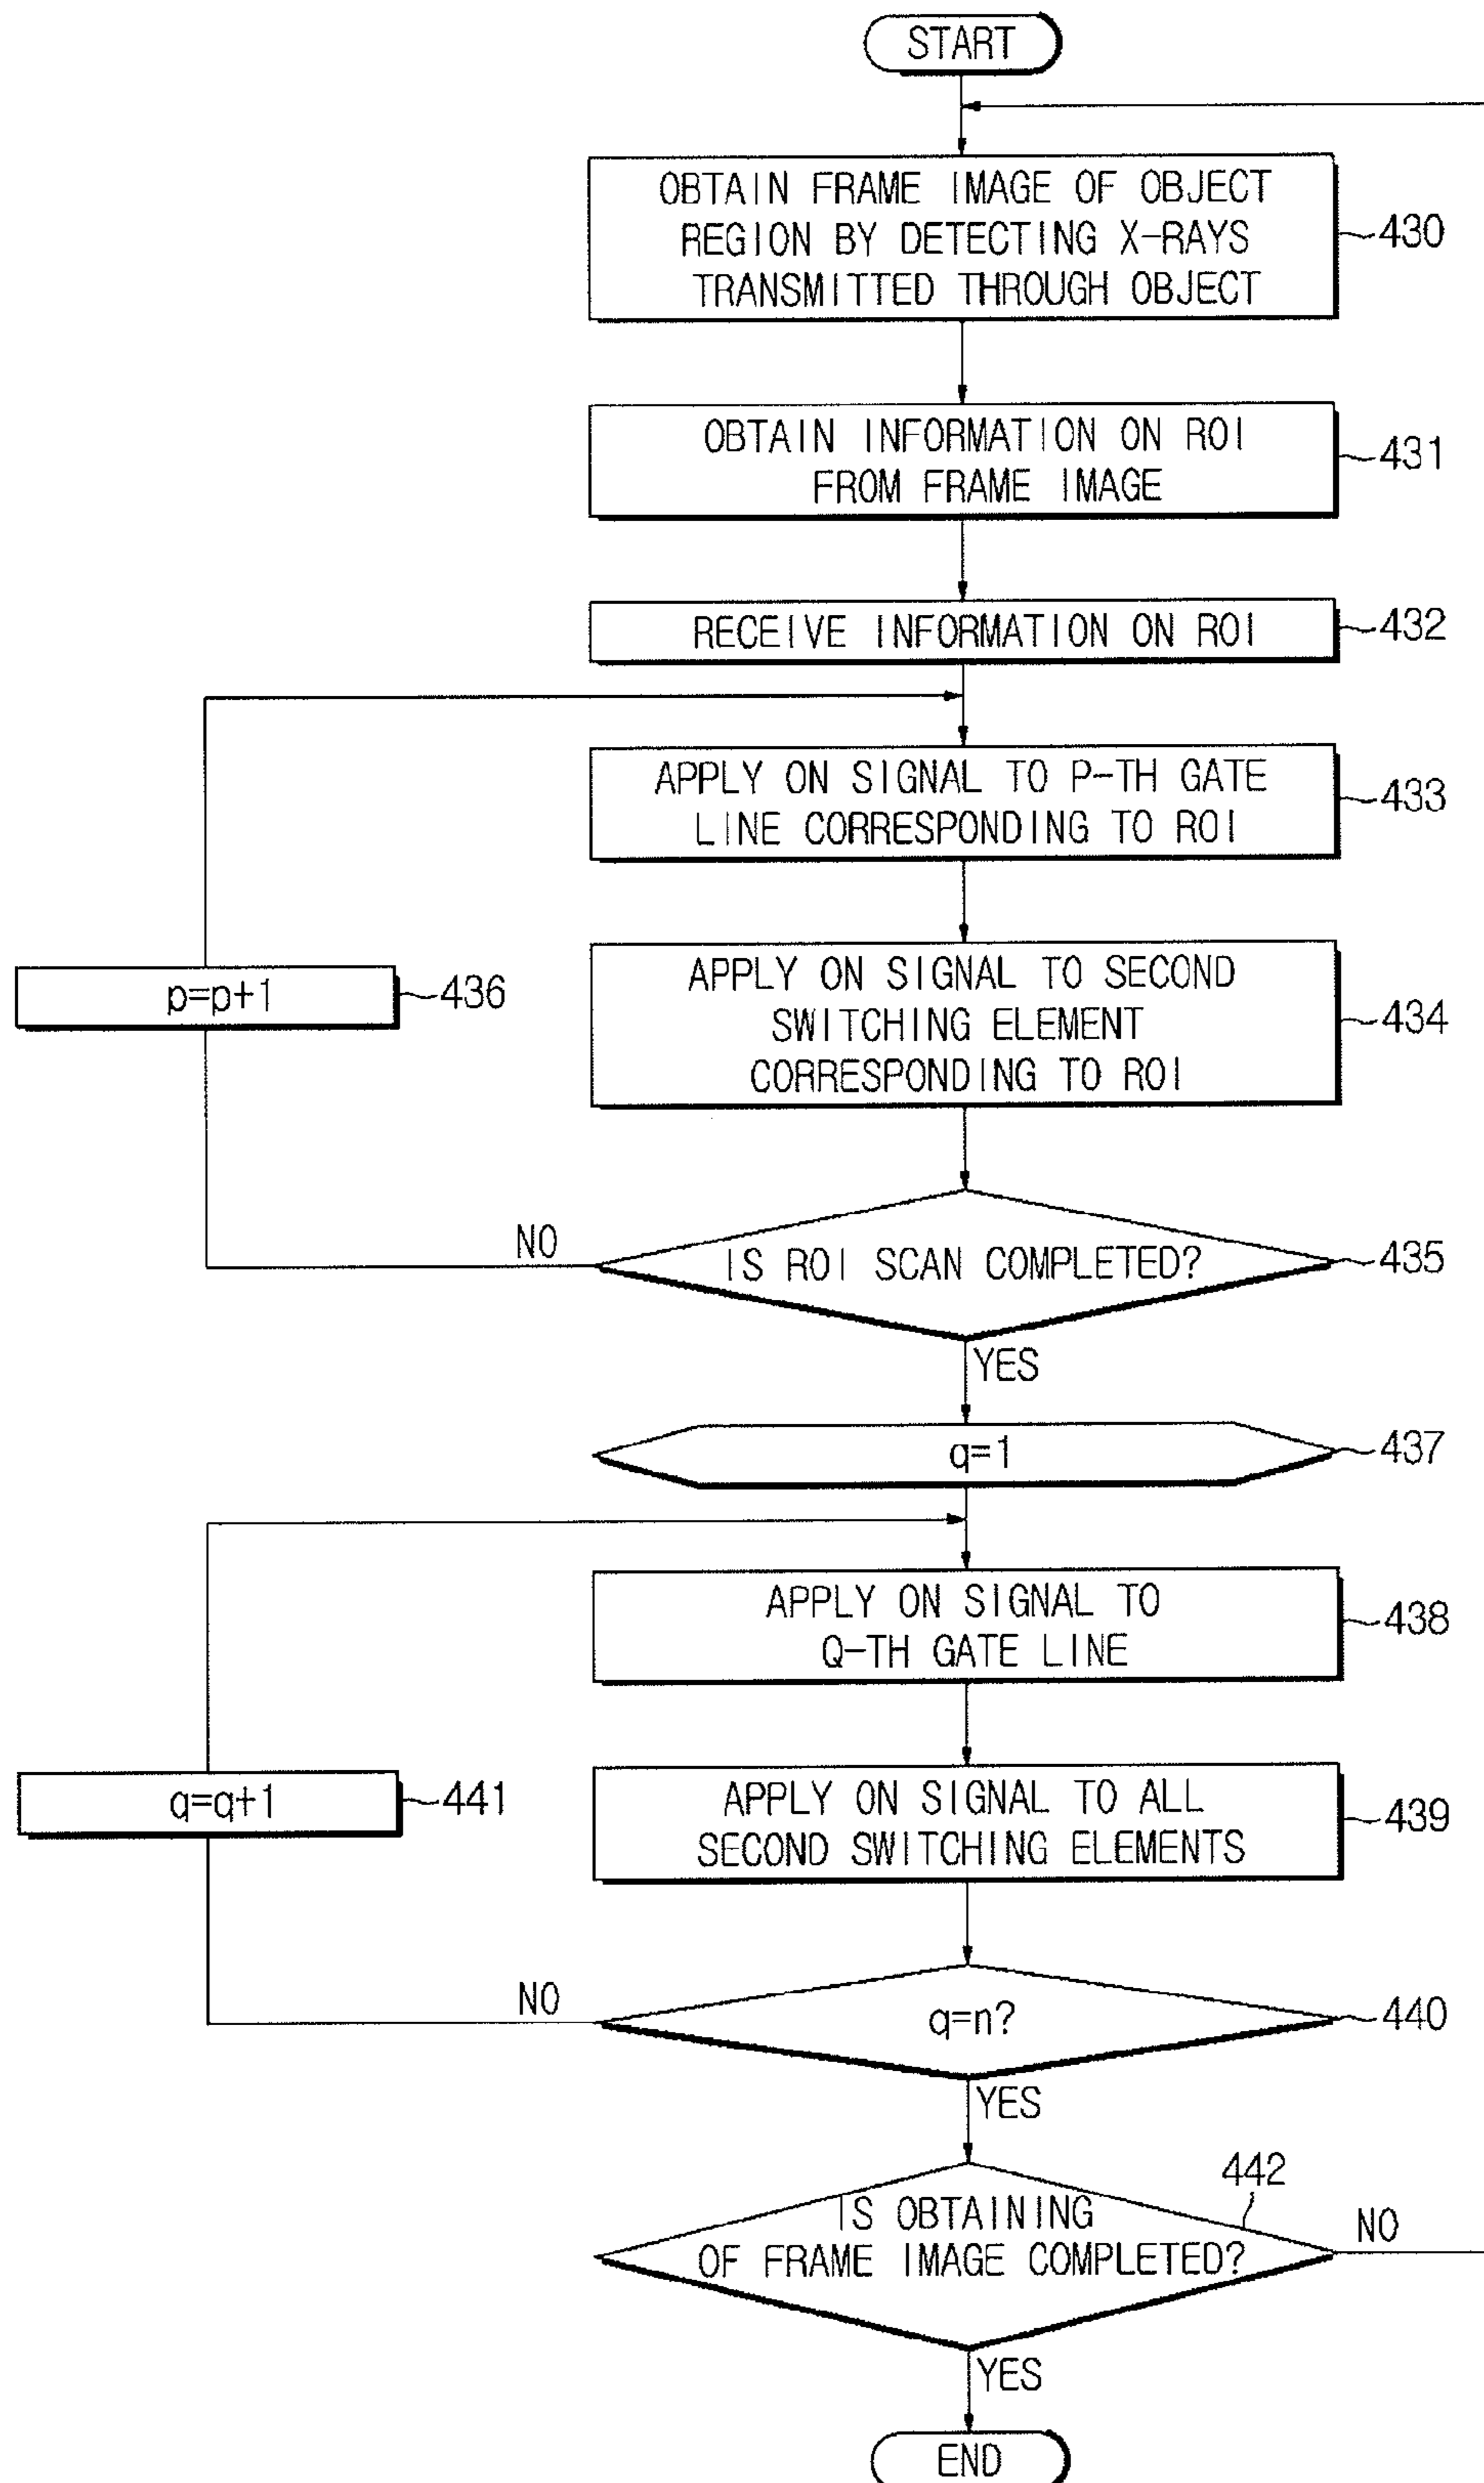 START
OBTAIN FRAME IMAGE OF OBJECT
REGION BY DETECTING X-RAYS
TRANSMITTED THROUGH OBJECT
430
OBTAIN INFORMATION ON ROI
FROM FRAME IMAGE
431
RECEIVE INFORMATION ON ROI
432
APPLY ON SIGNAL TO P-TH GATE
LINE CORRESPONDING TO ROI
433
APPLY ON SIGNAL TO SECOND
SWITCHING ELEMENT
CORRESPONDING TO ROI
434
p=p+1
436
NO
IS ROI SCAN COMPLETED?
435
YES
q=1
437
APPLY ON SIGNAL TO
Q-TH GATE LINE
438
APPLY ON SIGNAL TO ALL
SECOND SWITCHING ELEMENTS
439
q=q+1
441
NO
q=n?
440
YES
442
IS OBTAINING
OF FRAME IMAGE COMPLETED?
NO
YES
END